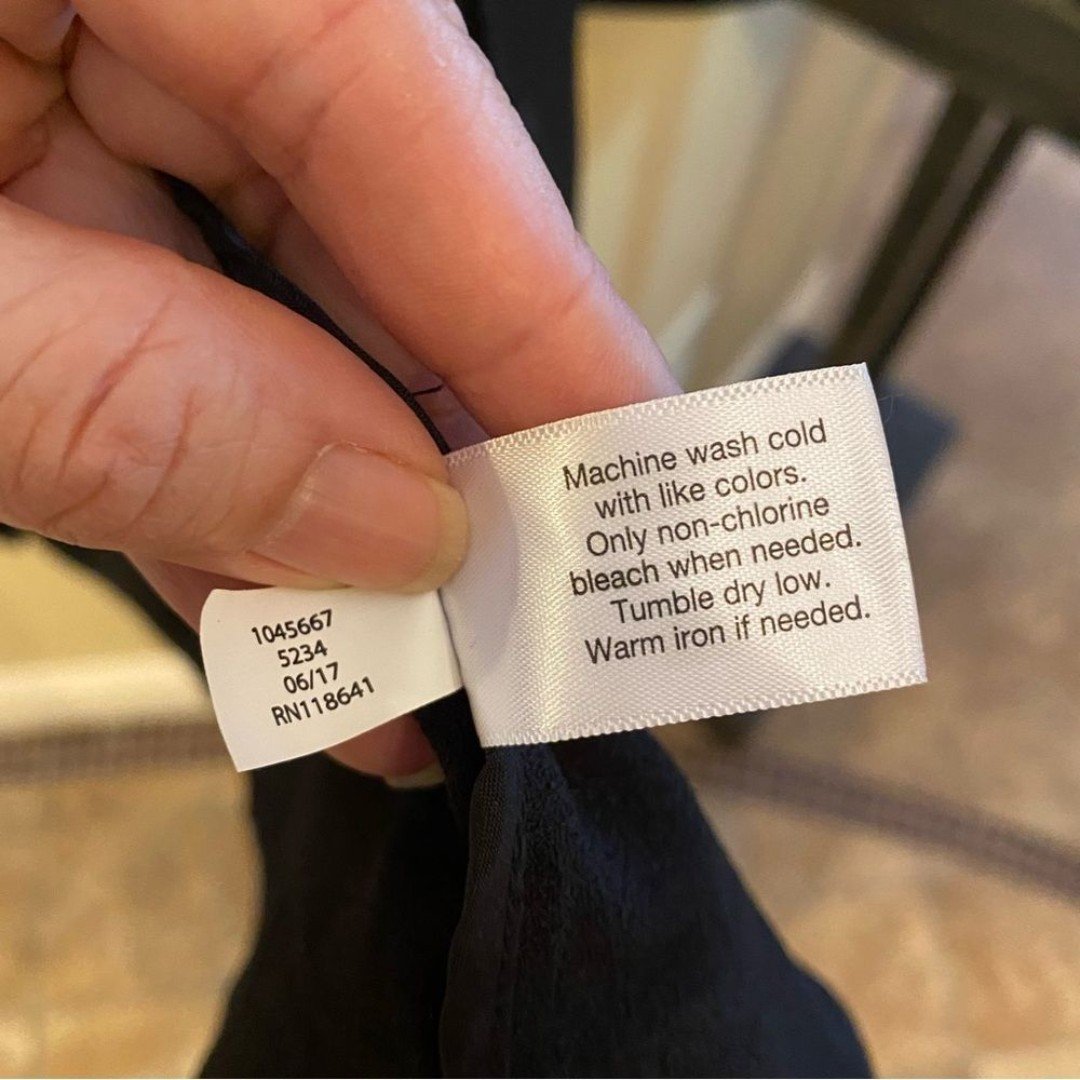 Machine wash cold
with like colors.
Only non-chlorine
bleach when needed.
Tumble dry low.
Warm iron if needed.
1045667
5234
06/17
RN118641